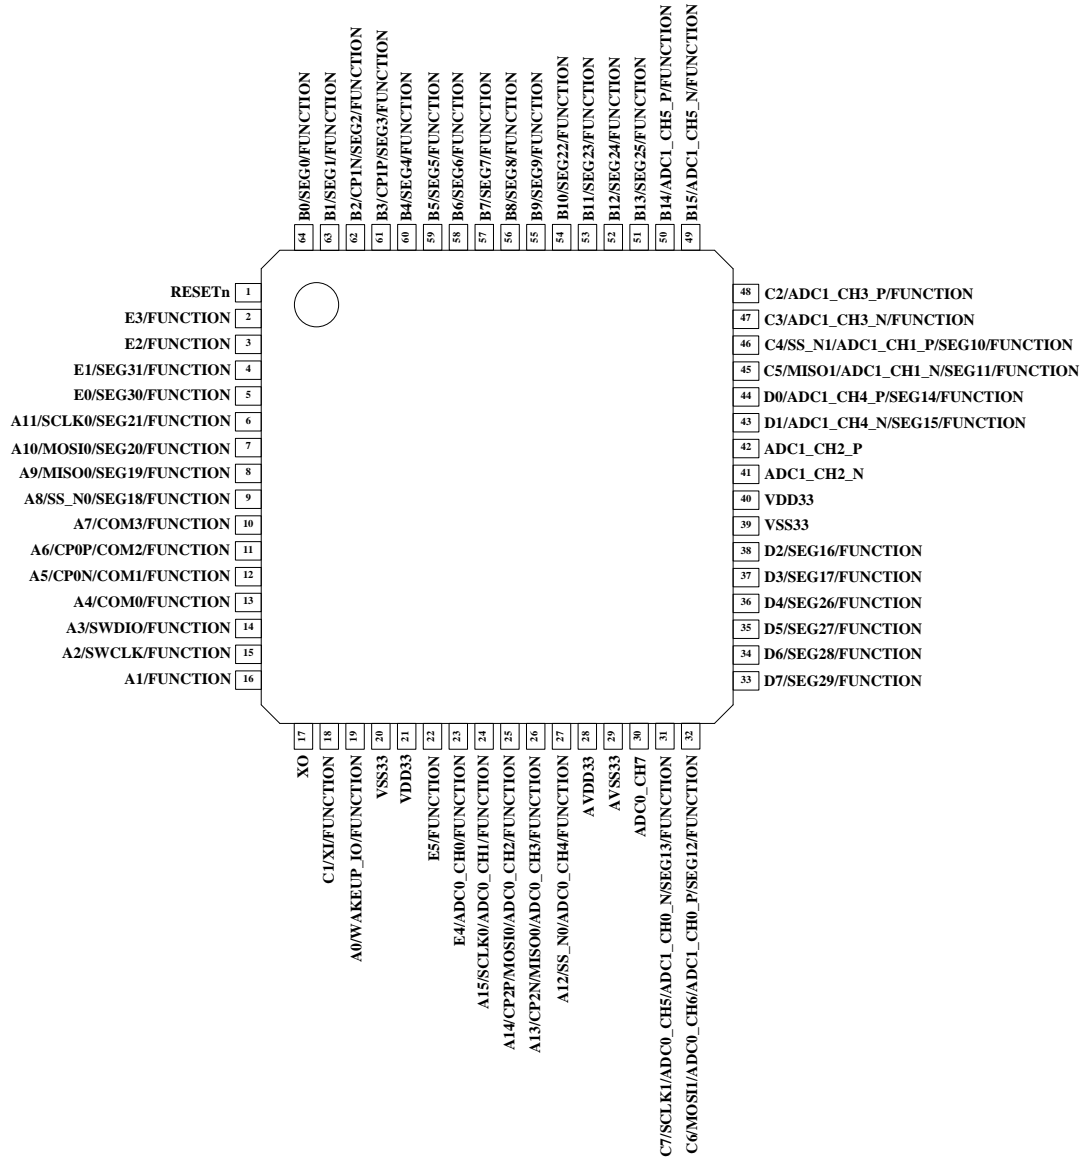 B0/SEG0/FUNCTION
B1/SEG1/FUNCTION
B2/CP1N/SEG2/FUNCTION
B3/CP1P/SEG3/FUNCTION
B4/SEG4/FUNCTION
B5/SEG5/FUNCTION
B6/SEG6/FUNCTION
B7/SEG7/FUNCTION
B8/SEG8/FUNCTION
B9/SEG9/FUNCTION
B10/SEG22/FUNCTION
B11/SEG23/FUNCTION
B12/SEG24/FUNCTION
B13/SEG25/FUNCTION
B14/ADC1_CH5_P/FUNCTION
B15/ADC1_CH5_N/FUNCTION
64
63
62
61
60
59
58
57
56
55
54
53
52
51
50
49
RESETn 1
E3/FUNCTION 2
E2/FUNCTION 3
E1/SEG31/FUNCTION 4
E0/SEG30/FUNCTION 5
A11/SCLK0/SEG21/FUNCTION 6
A10/MOSI0/SEG20/FUNCTION 7
A9/MISO0/SEG19/FUNCTION 8
A8/SS_N0/SEG18/FUNCTION 9
A7/COM3/FUNCTION 10
A6/CP0P/COM2/FUNCTION 11
A5/CP0N/COM1/FUNCTION 12
A4/COM0/FUNCTION 13
A3/SWDIO/FUNCTION 14
A2/SWCLK/FUNCTION 15
A1/FUNCTION 16
48 C2/ADC1_CH3_P/FUNCTION
47 C3/ADC1_CH3_N/FUNCTION
46 C4/SS_N1/ADC1_CH1_P/SEG10/FUNCTION
45 C5/MISO1/ADC1_CH1_N/SEG11/FUNCTION
44 D0/ADC1_CH4_P/SEG14/FUNCTION
43 D1/ADC1_CH4_N/SEG15/FUNCTION
42 ADC1_CH2_P
41 ADC1_CH2_N
40 VDD33
39 VSS33
38 D2/SEG16/FUNCTION
37 D3/SEG17/FUNCTION
36 D4/SEG26/FUNCTION
35 D5/SEG27/FUNCTION
34 D6/SEG28/FUNCTION
33 D7/SEG29/FUNCTION
17
18
19
20
21
22
23
24
25
26
27
28
29
30
31
32
XO
C1/XI/FUNCTION
A0/WAKEUP_IO/FUNCTION
VSS33
VDD33
E5/FUNCTION
E4/ADC0_CH0/FUNCTION
A15/SCLK0/ADC0_CH1/FUNCTION
A14/CP2P/MOSI0/ADC0_CH2/FUNCTION
A13/CP2N/MISO0/ADC0_CH3/FUNCTION
A12/SS_N0/ADC0_CH4/FUNCTION
AVDD33
AVSS33
ADC0_CH7
C7/SCLK1/ADC0_CH5/ADC1_CH0_N/SEG13/FUNCTION
C6/MOSI1/ADC0_CH6/ADC1_CH0_P/SEG12/FUNCTION